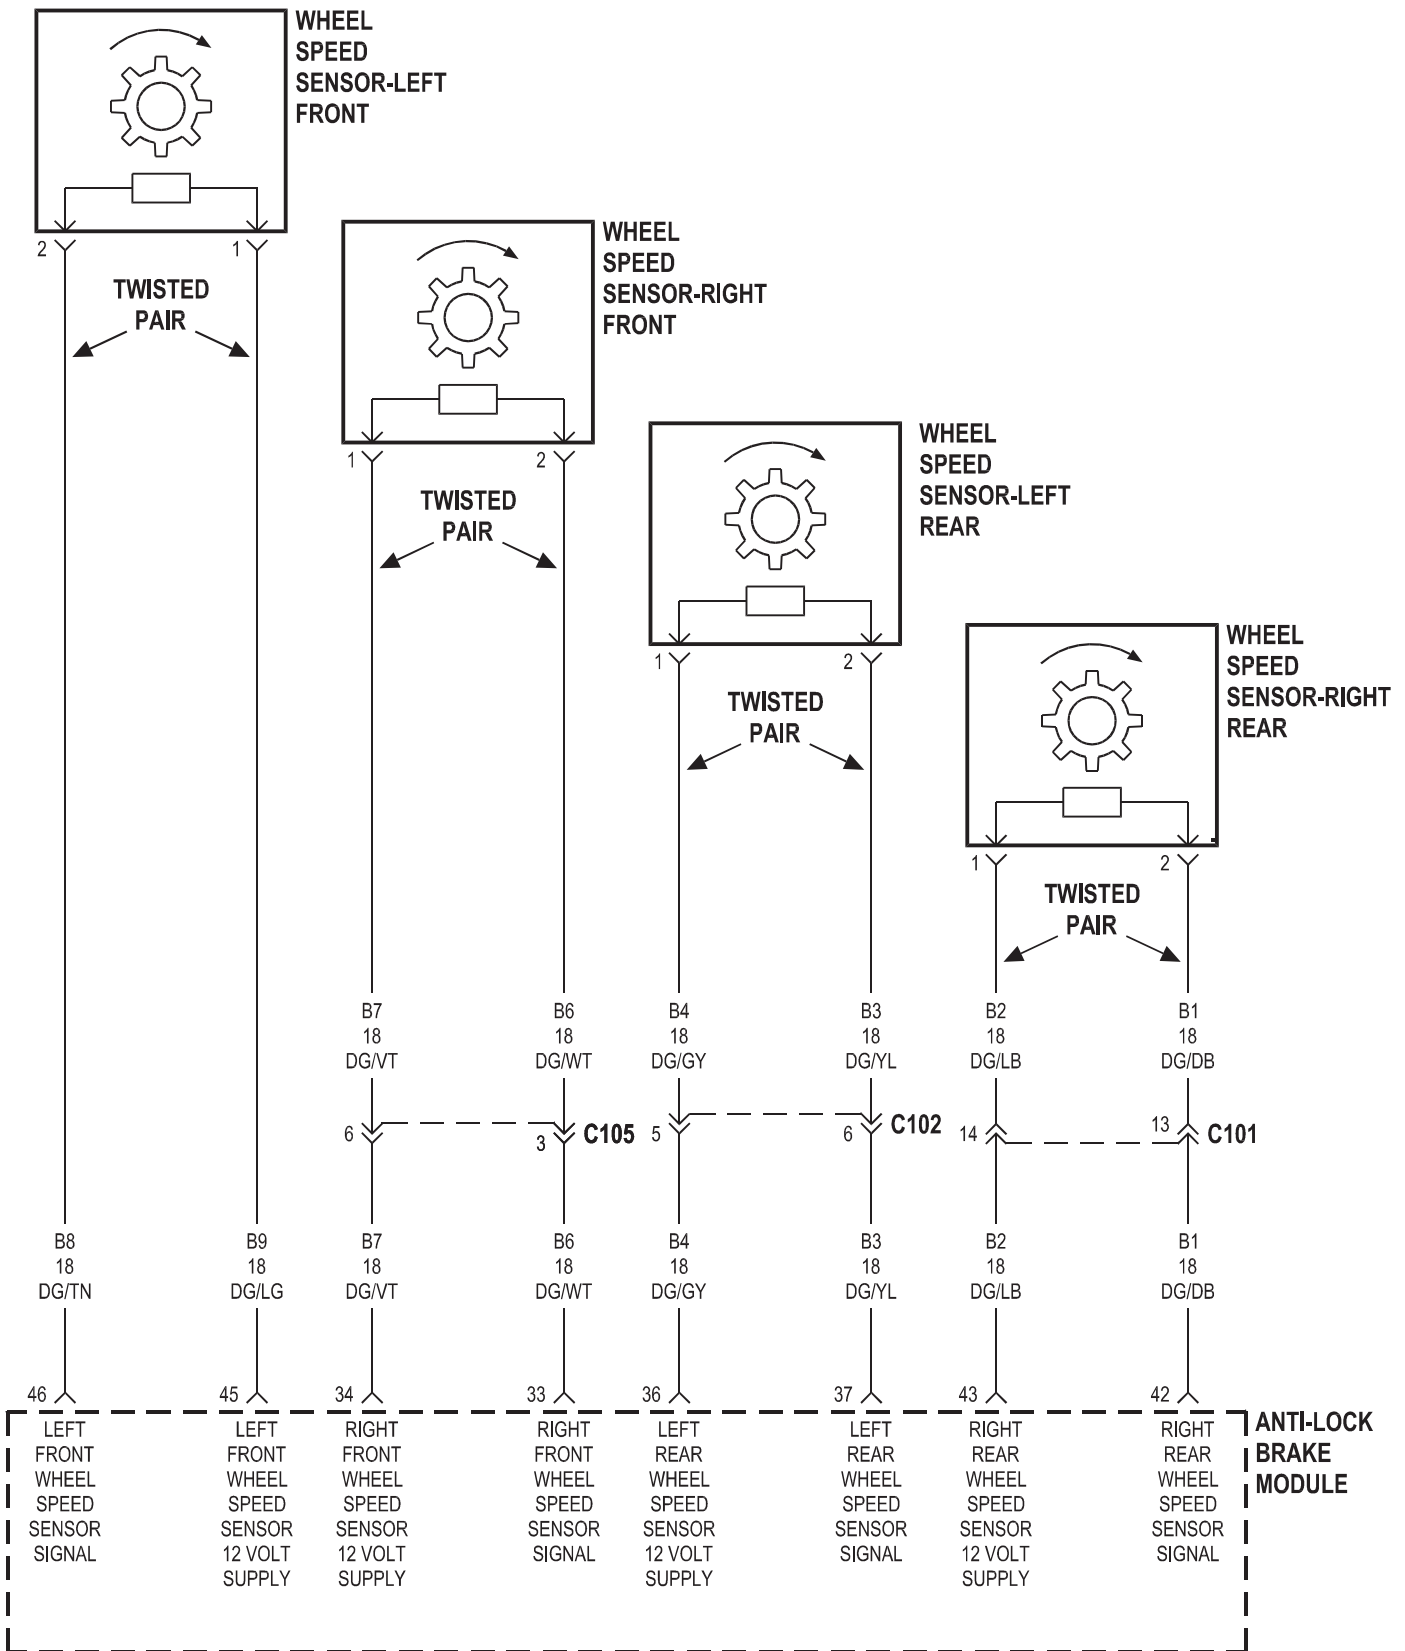 WHEEL
SPEED
SENSOR-LEFT
FRONT
2 1
TWISTED
PAIR
WHEEL
SPEED
SENSOR-RIGHT
FRONT
1 2
TWISTED
PAIR
WHEEL
SPEED
SENSOR-LEFT
REAR
1 2
TWISTED
PAIR
WHEEL
SPEED
SENSOR-RIGHT
REAR
1 2
TWISTED
PAIR
B7 B6 B4 B3 B2 B1
18 18 18 18 18 18
DG/VT DG/WT DG/GY DG/YL DG/LB DG/DB
6 3 C105 5 6 C102 14 13 C101
B8 B9 B7 B6 B4 B3 B2 B1
18 18 18 18 18 18 18 18
DG/TN DG/LG DG/VT DG/WT DG/GY DG/YL DG/LB DG/DB
46 45 34 33 36 37 43 42
LEFT
FRONT
WHEEL
SPEED
SENSOR
SIGNAL
LEFT
FRONT
WHEEL
SPEED
SENSOR
12 VOLT
SUPPLY
RIGHT
FRONT
WHEEL
SPEED
SENSOR
12 VOLT
SUPPLY
RIGHT
FRONT
WHEEL
SPEED
SENSOR
SIGNAL
LEFT
REAR
WHEEL
SPEED
SENSOR
12 VOLT
SUPPLY
LEFT
REAR
WHEEL
SPEED
SENSOR
SIGNAL
RIGHT
REAR
WHEEL
SPEED
SENSOR
12 VOLT
SUPPLY
RIGHT
REAR
WHEEL
SPEED
SENSOR
SIGNAL
ANTI-LOCK
BRAKE
MODULE